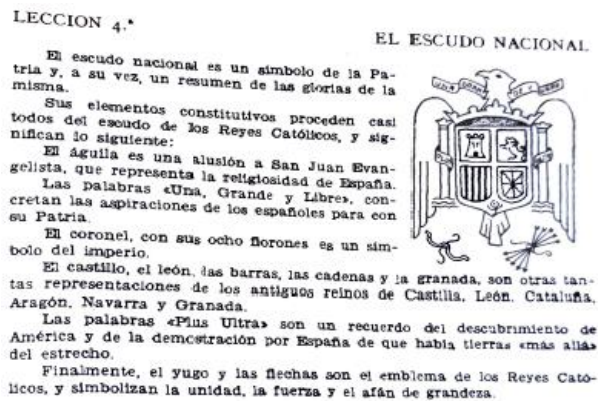 LECCION 4.ª
EL ESCUDO NACIONAL
El escudo nacional es un símbolo de la Pa-
tria y, a su vez, un resumen de las glorias de la
misma.
Sus elementos constitutivos proceden casi
todos del escudo de los Reyes Católicos, y sig-
nifican lo siguiente:
El águila es una alusión a San Juan Evan-
gelista, que representa la religiosidad de España.
Las palabras «Una, Grande y Libre», con-
cretan las aspiraciones de los españoles para con
su Patria.
El coronel, con sus ocho florones es un sím-
bolo del imperio.
El castillo, el león, las barras, las cadenas y la granada, son otras tan-
tas representaciones de los antiguos reinos de Castilla, León, Cataluña,
Aragón, Navarra y Granada.
Las palabras «Plus Ultra» son un recuerdo del descubrimiento de
América y de la demostración por España de que había tierras «más allá»
del estrecho.
Finalmente, el yugo y las flechas son el emblema de los Reyes Cató-
licos, y simbolizan la unidad, la fuerza y el afán de grandeza.